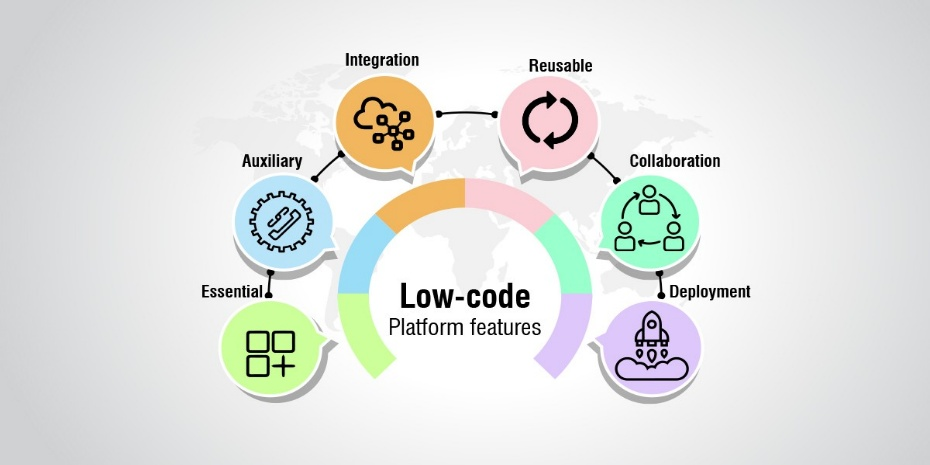 Integration
Reusable
Auxiliary
Collaboration
Essential
Deployment
Low-code
Platform features